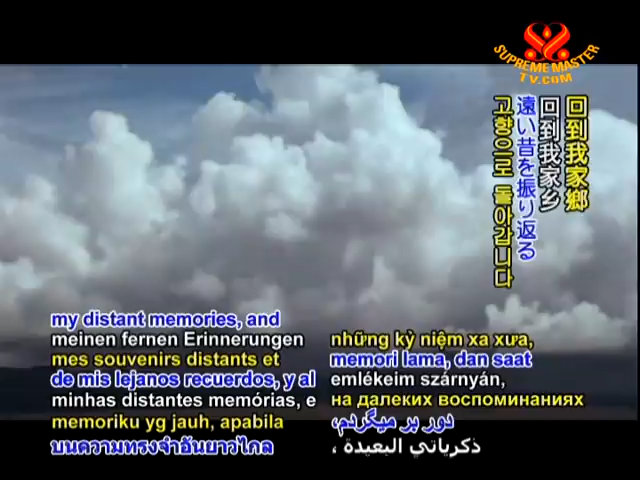 SUPREME MASTER
TV.COM
回到我家鄉
回到我家乡
遠い昔を振り返る
고향으로 돌아갑니다
my distant memories, and
meinen fernen Erinnerungen
mes souvenirs distants et
de mis lejanos recuerdos, y al
minhas distantes memórias, e
memoriku yg jauh, apabila
บนความทรงจำอันยาวไกล
những kỷ niệm xa xưa,
memori lama, dan saat
emlékeim szárnyán,
на далеких воспоминаниях
دور بر میگردم،
ذكرياتي البعيدة ،